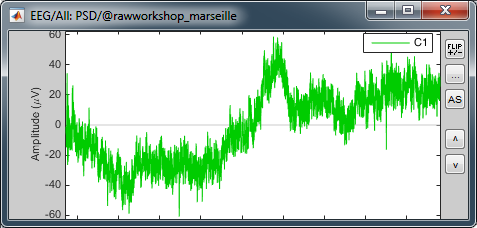 EEG/All: PSD/@rawworkshop_marseille
C1
FLIP
+/-
...
AS
60
40
20
0
-20
-40
-60
Amplitude (μV)